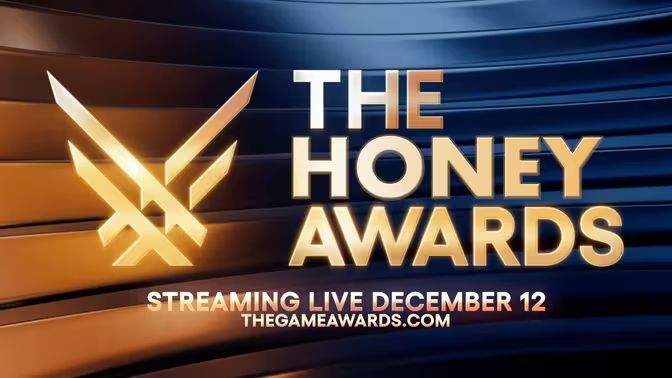 THE
HONEY
AWARDS
STREAMING LIVE DECEMBER 12
THEGAMEAWARDS.COM